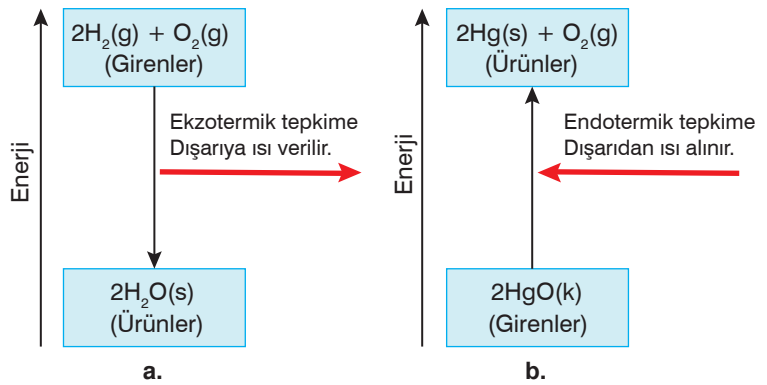 Enerji
2H₂(g) + O₂(g)
(Girenler)
Ekzotermik tepkime
Dışarıya ısı verilir.
2H₂O(s)
(Ürünler)
a.
Enerji
2Hg(s) + O₂(g)
(Ürünler)
Endotermik tepkime
Dışarıdan ısı alınır.
2HgO(k)
(Girenler)
b.